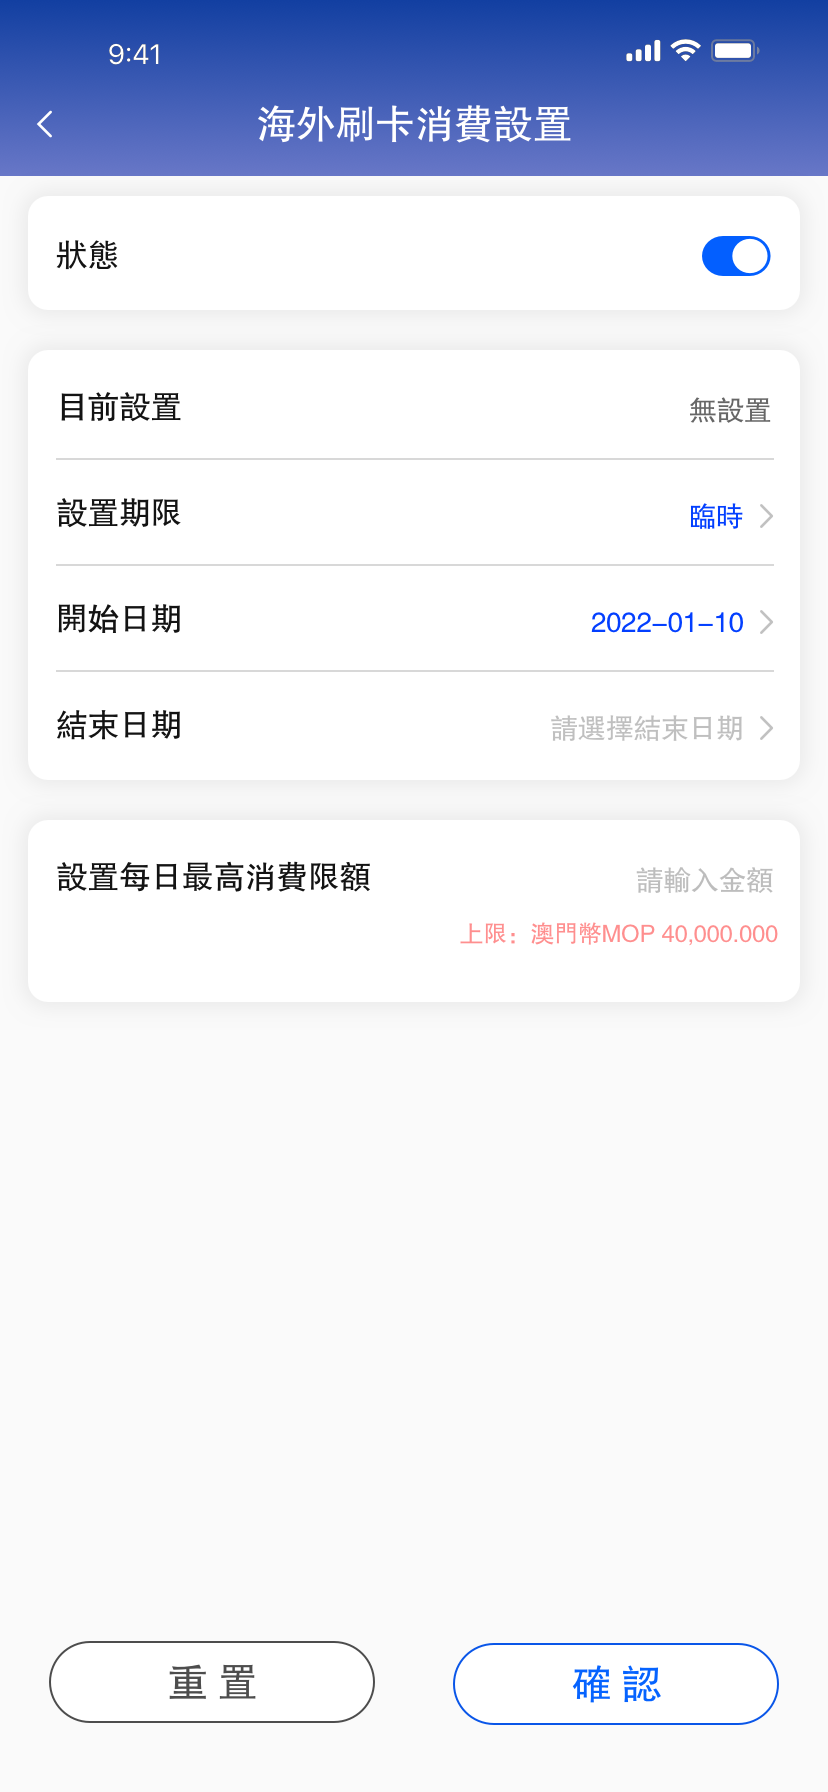 9:41
海外刷卡消費設置
狀態
目前設置 無設置
設置期限 臨時
開始日期 2022-01-10
結束日期 請選擇結束日期
設置每日最高消費限額 請輸入金額
上限：澳門幣MOP 40,000.000
重 置 確 認